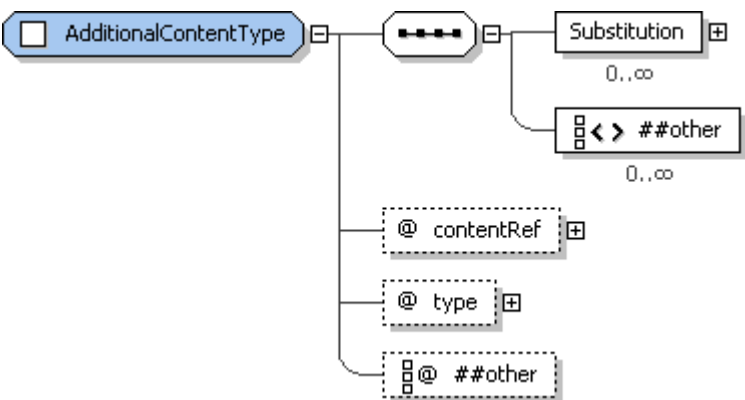 AdditionalContentType
Substitution
0..∞
##other
0..∞
@ contentRef
@ type
@ ##other